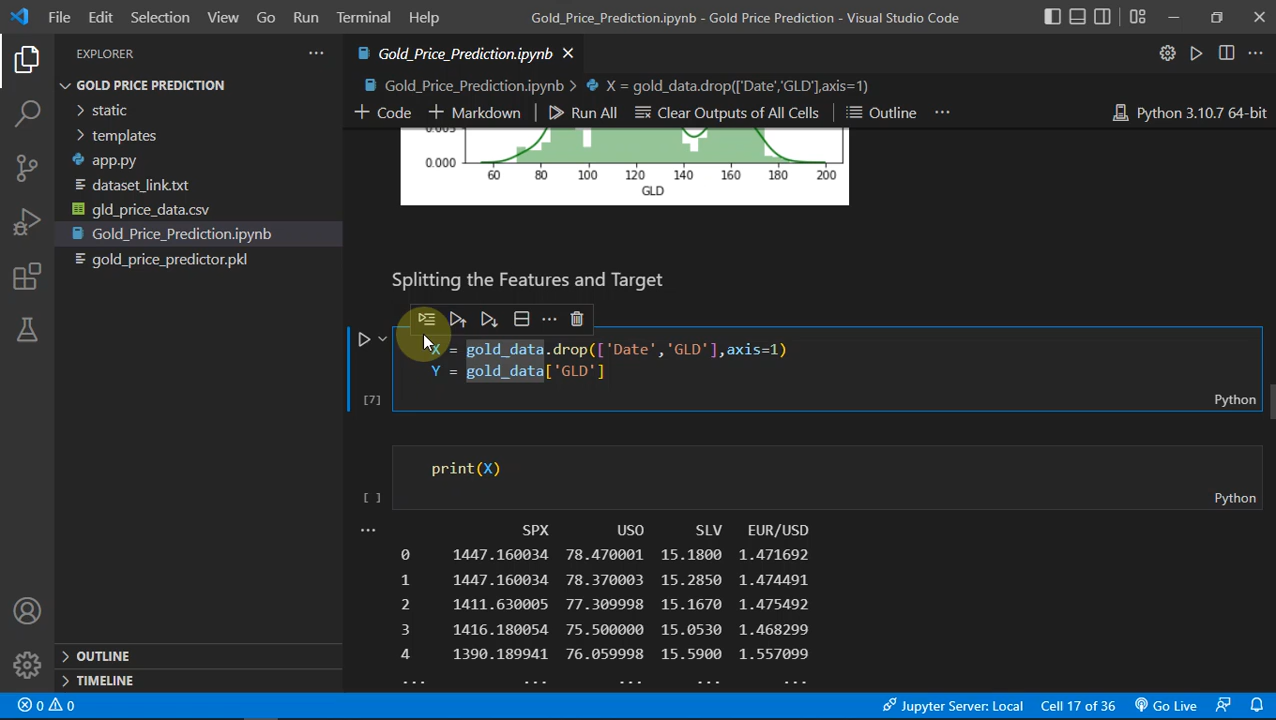 File Edit Selection View Go Run Terminal Help Gold_Price_Prediction.ipynb - Gold Price Prediction - Visual Studio Code
EXPLORER
GOLD PRICE PREDICTION
static
templates
app.py
dataset_link.txt
gld_price_data.csv
Gold_Price_Prediction.ipynb
gold_price_predictor.pkl
OUTLINE
TIMELINE
Gold_Price_Prediction.ipynb
Gold_Price_Prediction.ipynb > X = gold_data.drop(['Date','GLD'],axis=1)
+ Code + Markdown Run All Clear Outputs of All Cells Outline ... Python 3.10.7 64-bit
0.005
0.000
60 80 100 120 140 160 180 200
GLD
Splitting the Features and Target
X = gold_data.drop(['Date','GLD'],axis=1)
Y = gold_data['GLD']
[7] Python
print(X)
[ ] Python
... SPX USO SLV EUR/USD
0 1447.160034 78.470001 15.1800 1.471692
1 1447.160034 78.370003 15.2850 1.474491
2 1411.630005 77.309998 15.1670 1.475492
3 1416.180054 75.500000 15.0530 1.468299
4 1390.189941 76.059998 15.5900 1.557099
... ... ... ... ...
0 0 Jupyter Server: Local Cell 17 of 36 Go Live